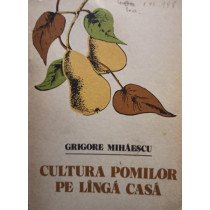 GRIGORE MIHĂESCU
CULTURA POMILOR
PE LÎNGĂ CASĂ